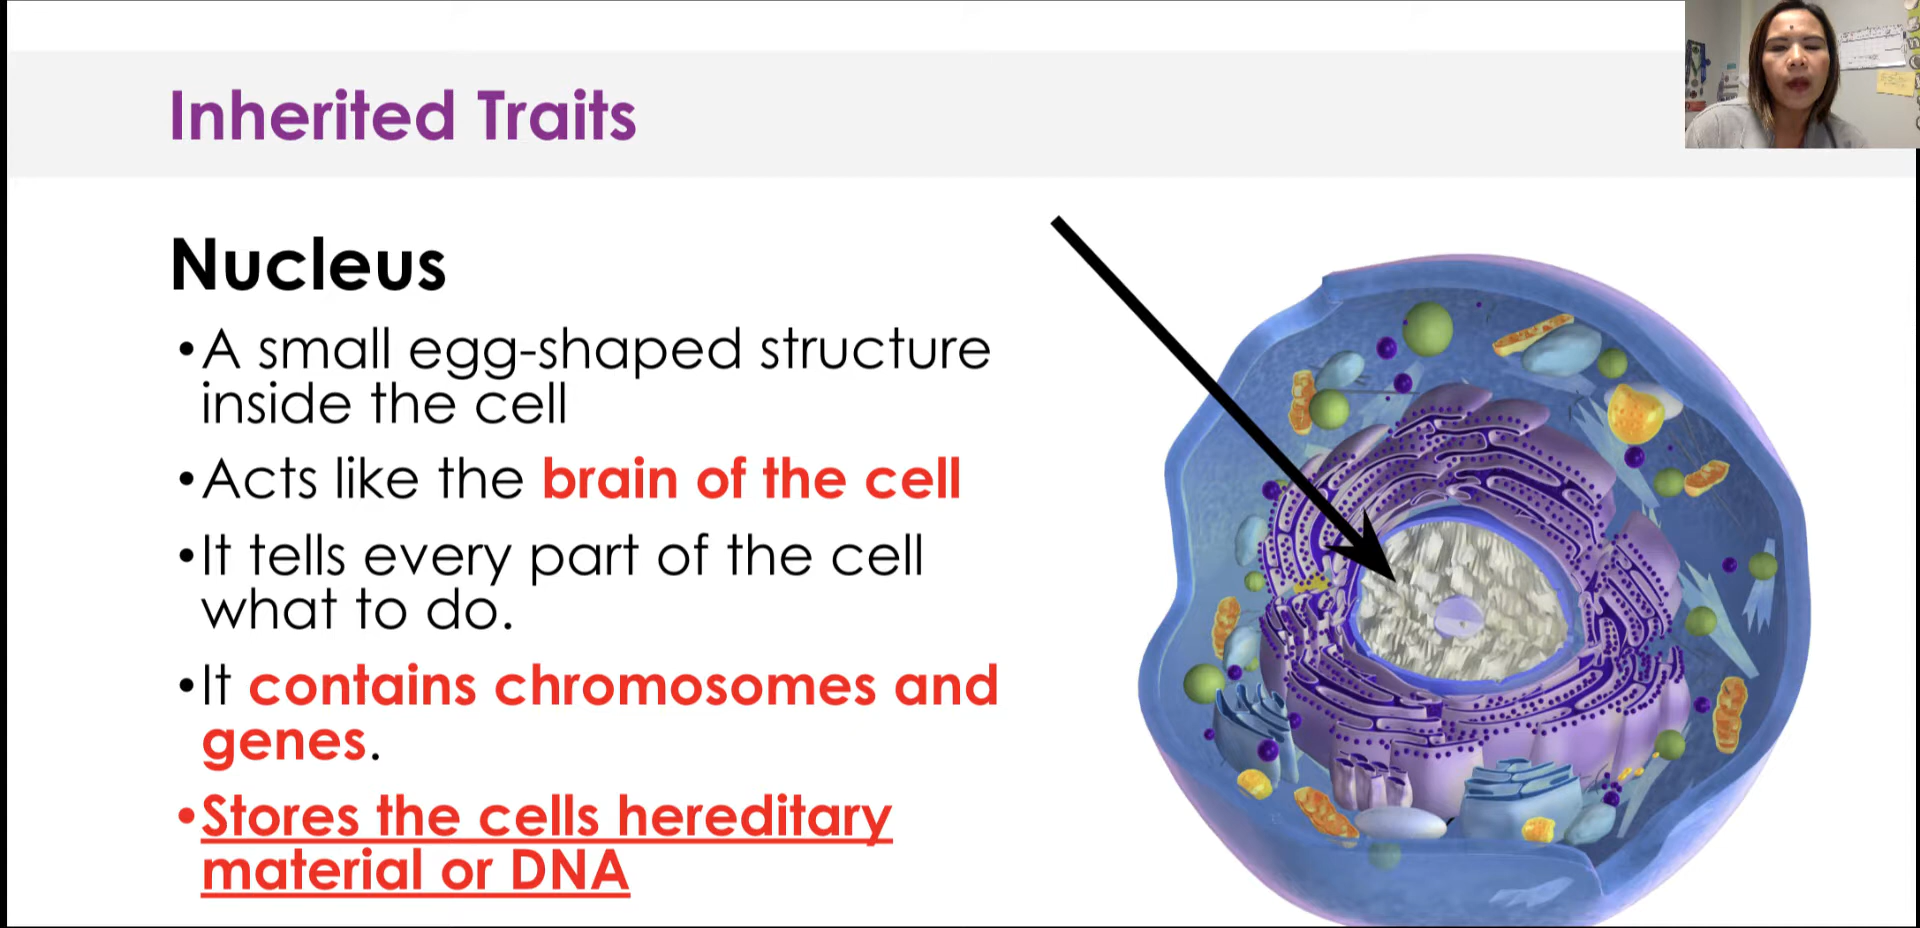 Inherited Traits
Nucleus
•A small egg-shaped structure
inside the cell
•Acts like the brain of the cell
•It tells every part of the cell
what to do.
•It contains chromosomes and
genes.
•Stores the cells hereditary
material or DNA